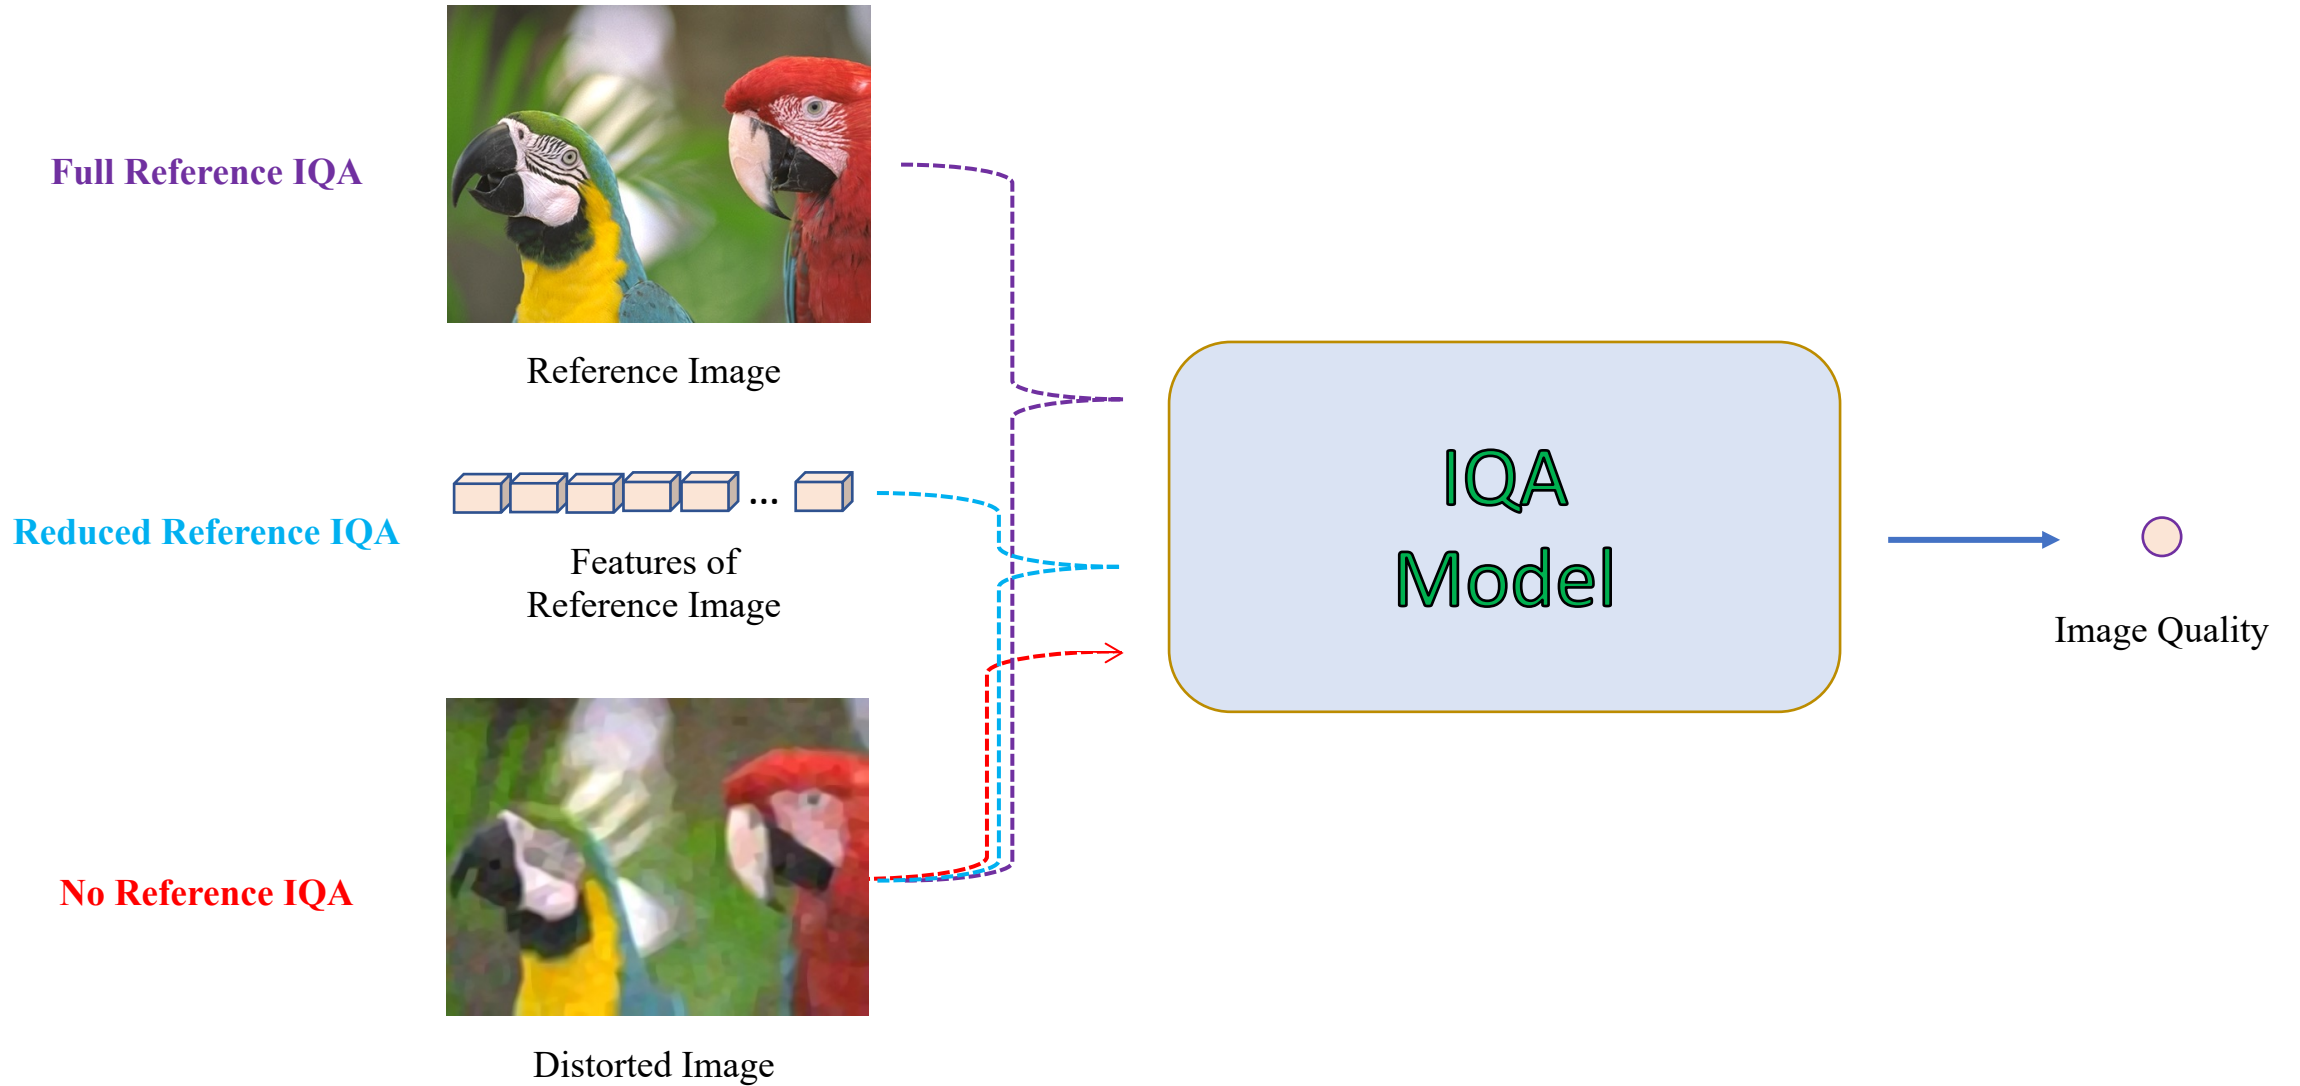 Full Reference IQA
Reference Image
Reduced Reference IQA
...
Features of
Reference Image
No Reference IQA
Distorted Image
IQA
Model
Image Quality